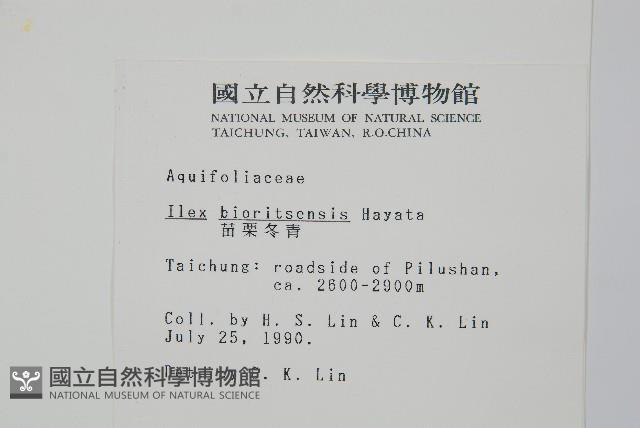 國立自然科學博物館
NATIONAL MUSEUM OF NATURAL SCIENCE
TAICHUNG, TAIWAN, R.O.CHINA
Aquifoliaceae
Ilex bioritsensis Hayata
苗栗冬青
Taichung: roadside of Pilushan,
ca. 2600-2900m
Coll. by H. S. Lin & C. K. Lin
July 25, 1990.
K. Lin
國立自然科學博物館
NATIONAL MUSEUM OF NATURAL SCIENCE